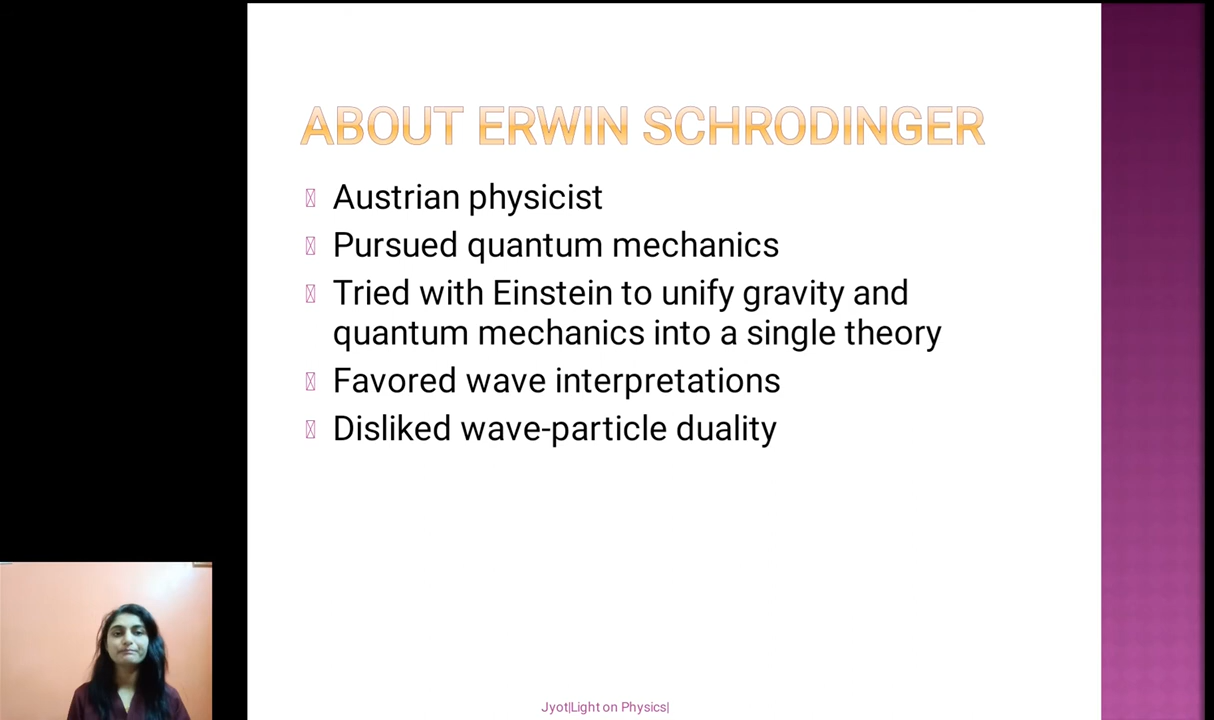 ABOUT ERWIN SCHRODINGER
Austrian physicist
Pursued quantum mechanics
Tried with Einstein to unify gravity and
quantum mechanics into a single theory
Favored wave interpretations
Disliked wave-particle duality
Jyot|Light on Physics|